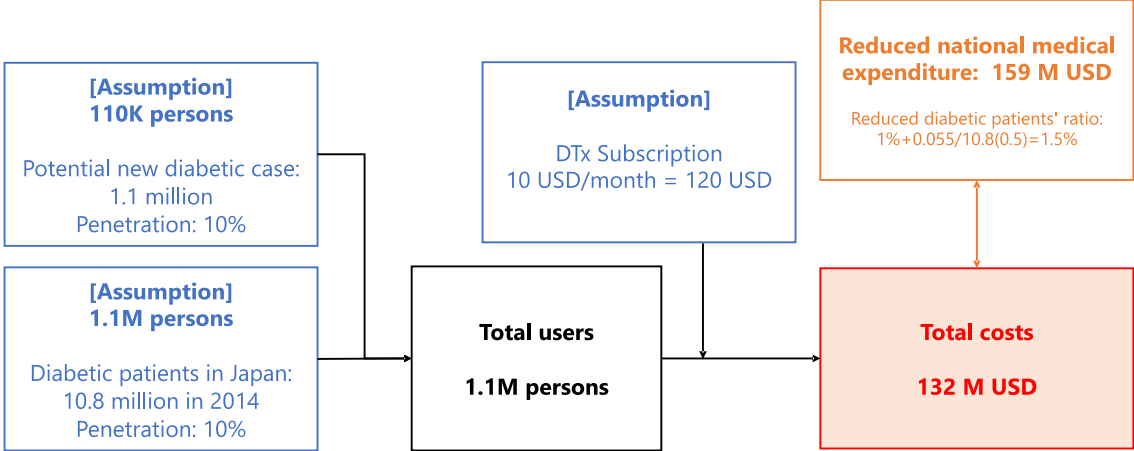 [Assumption]
110K persons
Potential new diabetic case:
1.1 million
Penetration: 10%
[Assumption]
1.1M persons
Diabetic patients in Japan:
10.8 million in 2014
Penetration: 10%
Total users
1.1M persons
[Assumption]
DTx Subscription
10 USD/month = 120 USD
Reduced national medical
expenditure: 159 M USD
Reduced diabetic patients' ratio:
1%+0.055/10.8(0.5)=1.5%
Total costs
132 M USD